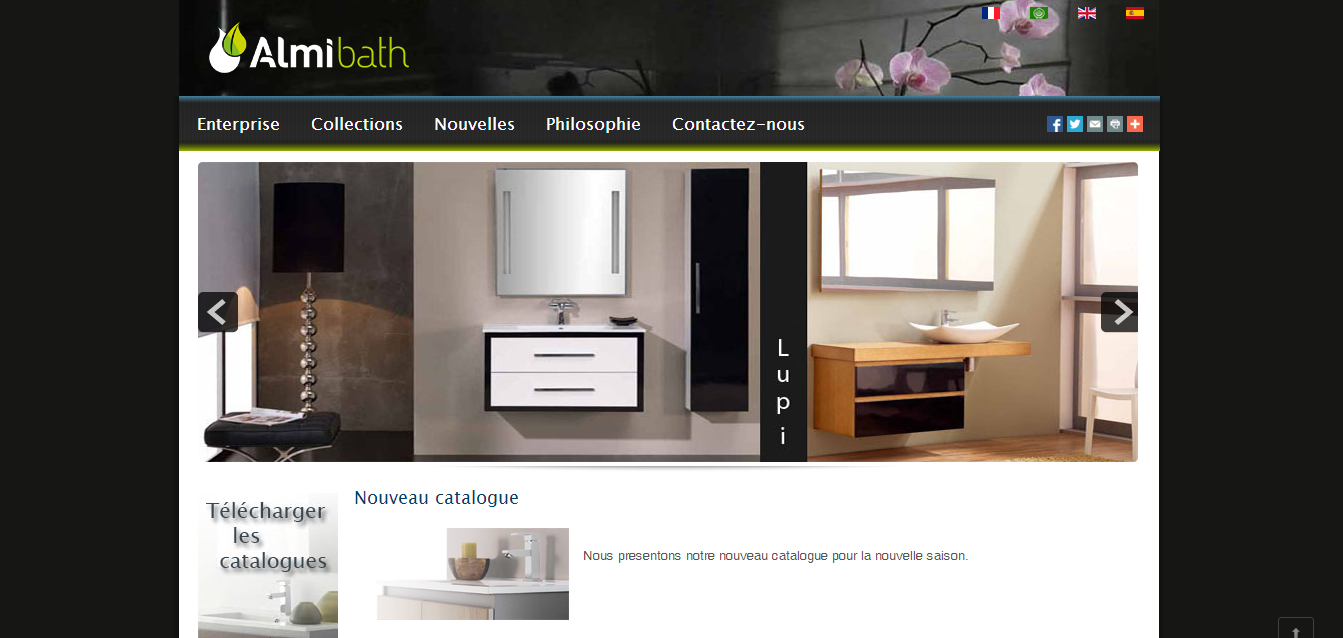 Almibath
Enterprise Collections Nouvelles Philosophie Contactez-nous
L
u
p
i
Télécharger
les
catalogues
Nouveau catalogue
Nous presentons notre nouveau catalogue pour la nouvelle saison.